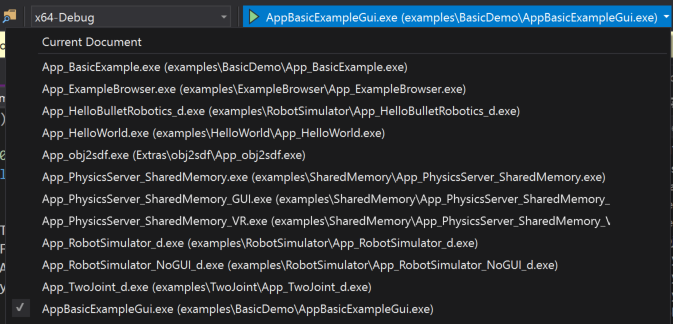 x64-Debug
AppBasicExampleGui.exe (examples\BasicDemo\AppBasicExampleGui.exe)
Current Document
App_BasicExample.exe (examples\BasicDemo\App_BasicExample.exe)
App_ExampleBrowser.exe (examples\ExampleBrowser\App_ExampleBrowser.exe)
App_HelloBulletRobotics_d.exe (examples\RobotSimulator\App_HelloBulletRobotics_d.exe)
App_HelloWorld.exe (examples\HelloWorld\App_HelloWorld.exe)
App_obj2sdf.exe (Extras\obj2sdf\App_obj2sdf.exe)
App_PhysicsServer_SharedMemory.exe (examples\SharedMemory\App_PhysicsServer_SharedMemory.exe)
App_PhysicsServer_SharedMemory_GUI.exe (examples\SharedMemory\App_PhysicsServer_SharedMemory_
App_PhysicsServer_SharedMemory_VR.exe (examples\SharedMemory\App_PhysicsServer_SharedMemory_V
App_RobotSimulator_d.exe (examples\RobotSimulator\App_RobotSimulator_d.exe)
App_RobotSimulator_NoGUI_d.exe (examples\RobotSimulator\App_RobotSimulator_NoGUI_d.exe)
App_TwoJoint_d.exe (examples\TwoJoint\App_TwoJoint_d.exe)
AppBasicExampleGui.exe (examples\BasicDemo\AppBasicExampleGui.exe)